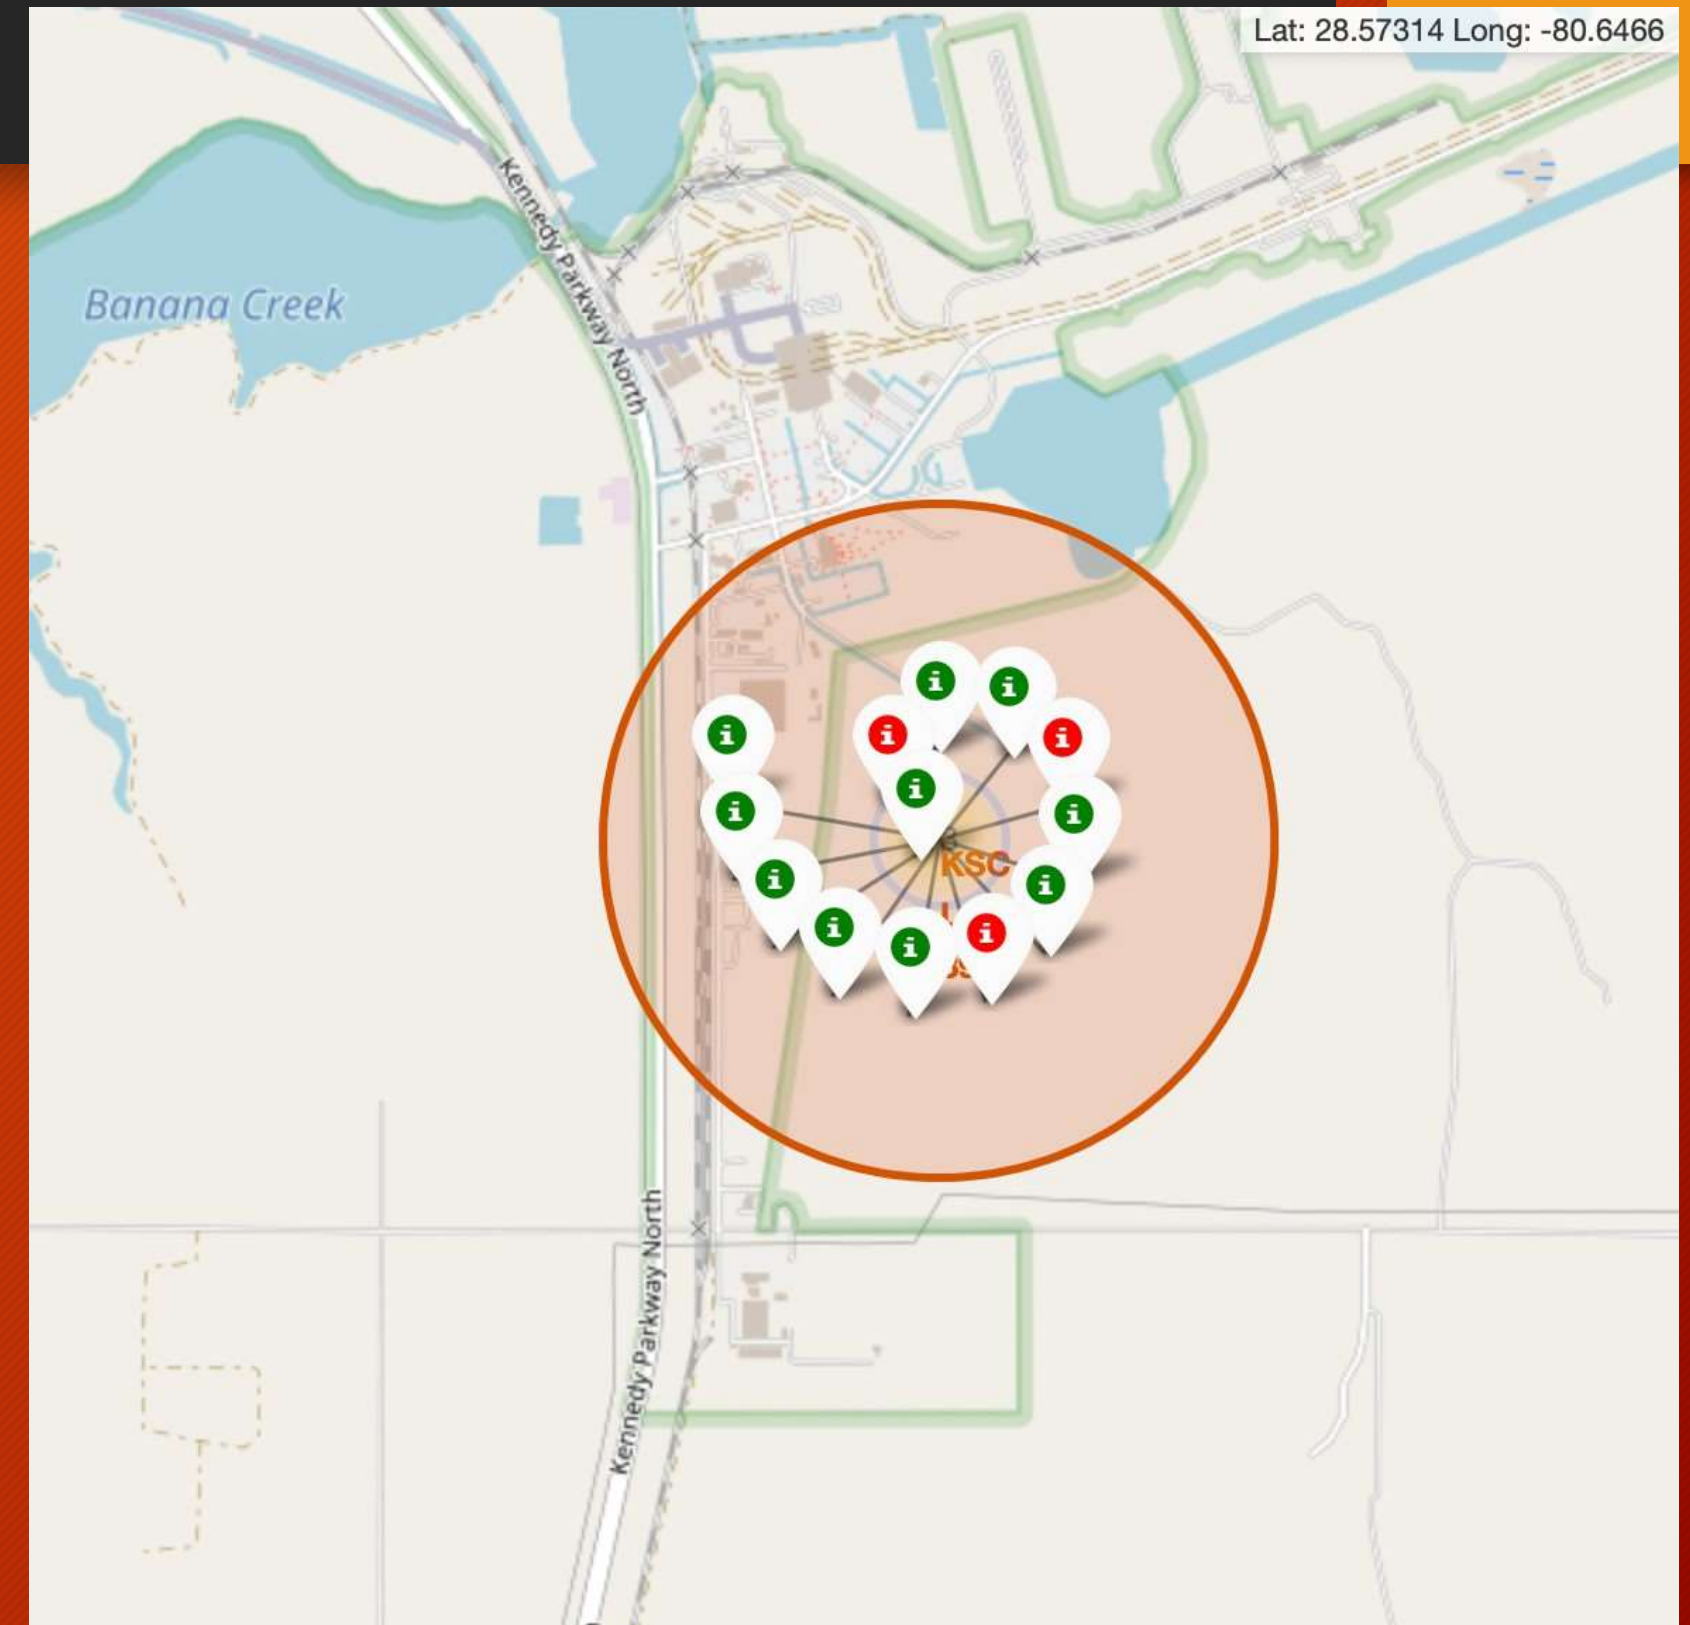 Lat: 28.57314 Long: -80.6466
Kennedy Parkway North
Banana Creek
i i
i i i
i
i i
KSC
i i
i i i
Kennedy Parkway North